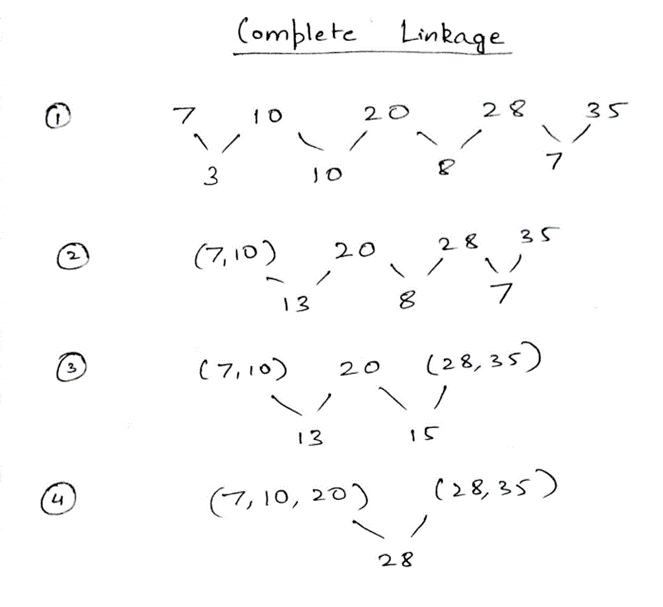 Complete Linkage
① 7 10 20 28 35
3 10 8 7
② (7,10) 20 28 35
13 8 7
③ (7,10) 20 (28,35)
13 15
④ (7,10,20) (28,35)
28